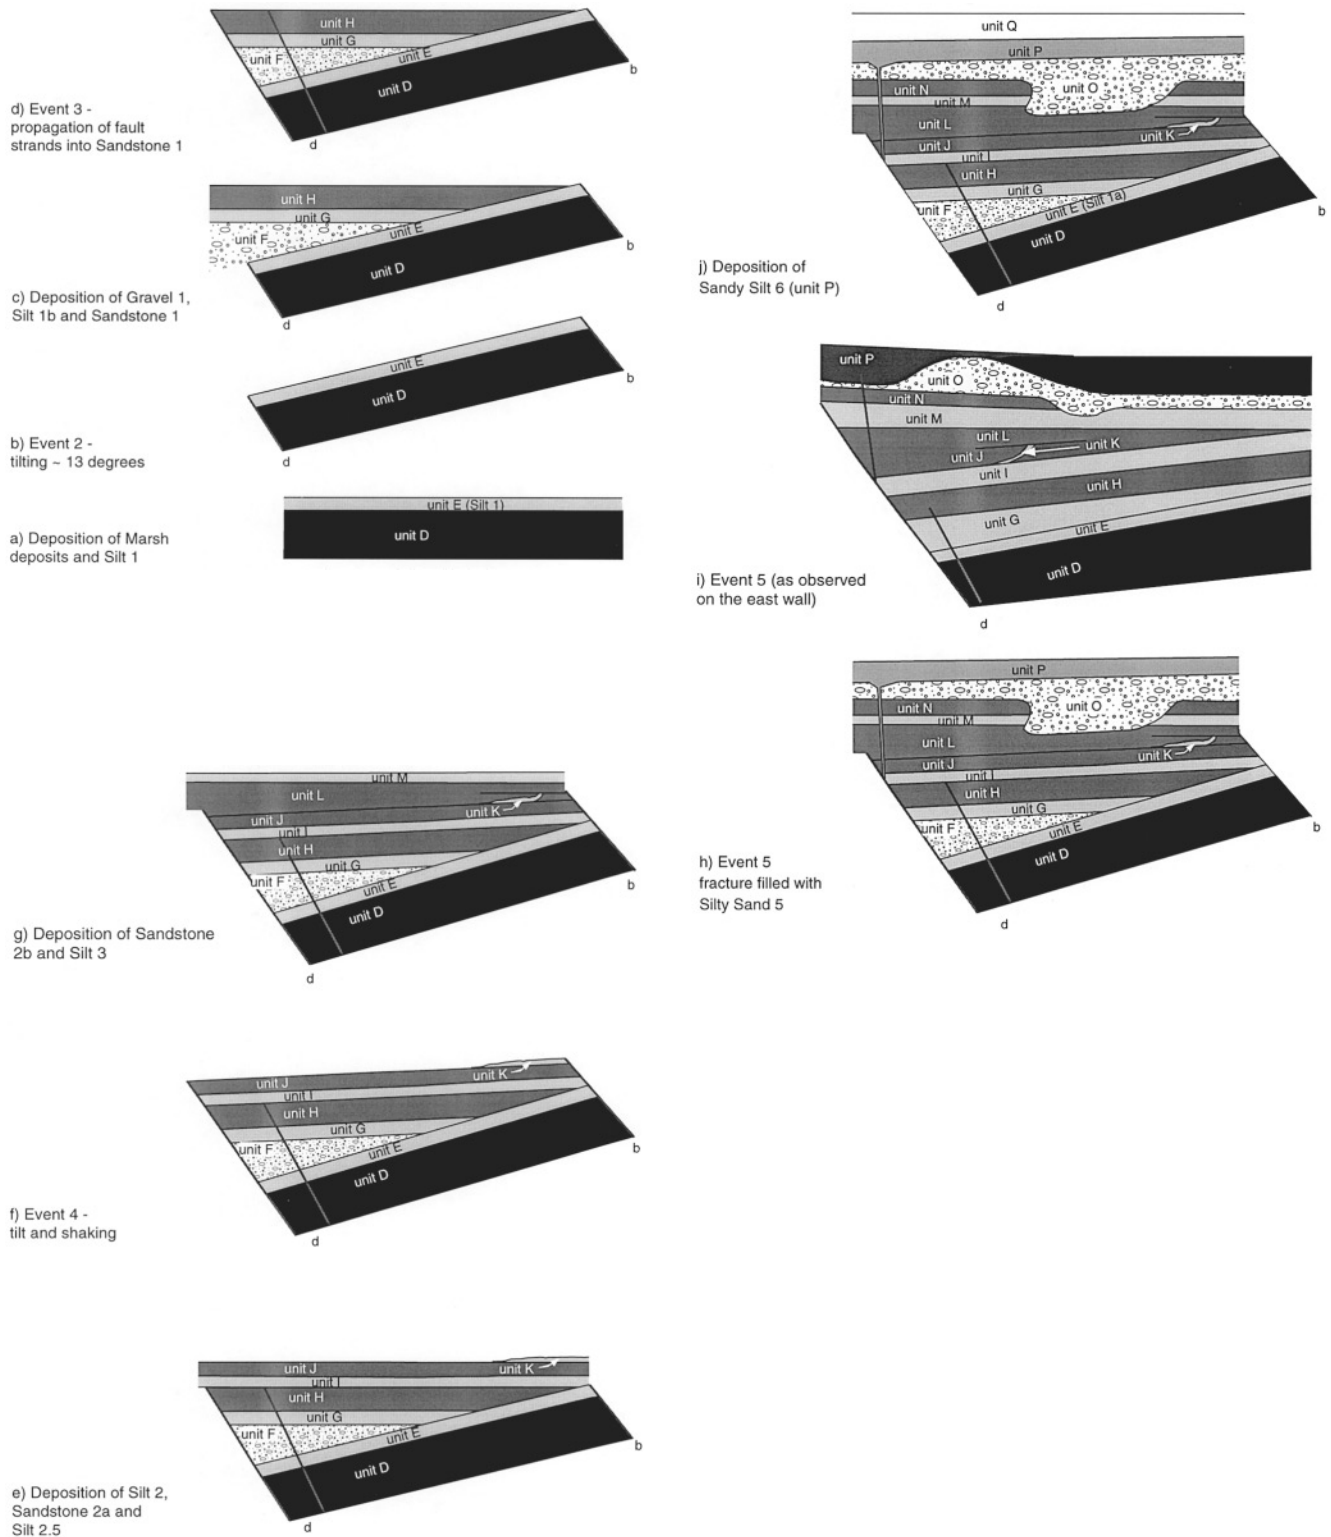 unit H
unit G
unit F
unit E
unit D
b
d
d) Event 3 -
propagation of fault
strands into Sandstone 1
unit H
unit G
unit F
unit E
unit D
b
d
c) Deposition of Gravel 1,
Silt 1b and Sandstone 1
unit E
unit D
b
d
b) Event 2 -
tilting ~ 13 degrees
unit E (Silt 1)
unit D
a) Deposition of Marsh
deposits and Silt 1
unit M
unit L
unit K
unit J
unit I
unit H
unit G
unit F
unit E
unit D
b
d
g) Deposition of Sandstone
2b and Silt 3
unit K
unit J
unit I
unit H
unit G
unit F
unit E
unit D
b
d
f) Event 4 -
tilt and shaking
unit J
unit K
unit I
unit H
unit G
unit F
unit E
unit D
b
d
e) Deposition of Silt 2,
Sandstone 2a and
Silt 2.5
unit Q
unit P
unit N
unit O
unit M
unit L
unit K
unit J
unit I
unit H
unit G
unit F
unit E (Silt 1a)
unit D
b
d
j) Deposition of
Sandy Silt 6 (unit P)
unit P
unit O
unit N
unit M
unit L
unit K
unit J
unit I
unit H
unit G
unit E
unit D
d
i) Event 5 (as observed
on the east wall)
unit P
unit N
unit O
unit M
unit L
unit K
unit J
unit I
unit H
unit G
unit F
unit E
unit D
b
d
h) Event 5
fracture filled with
Silty Sand 5